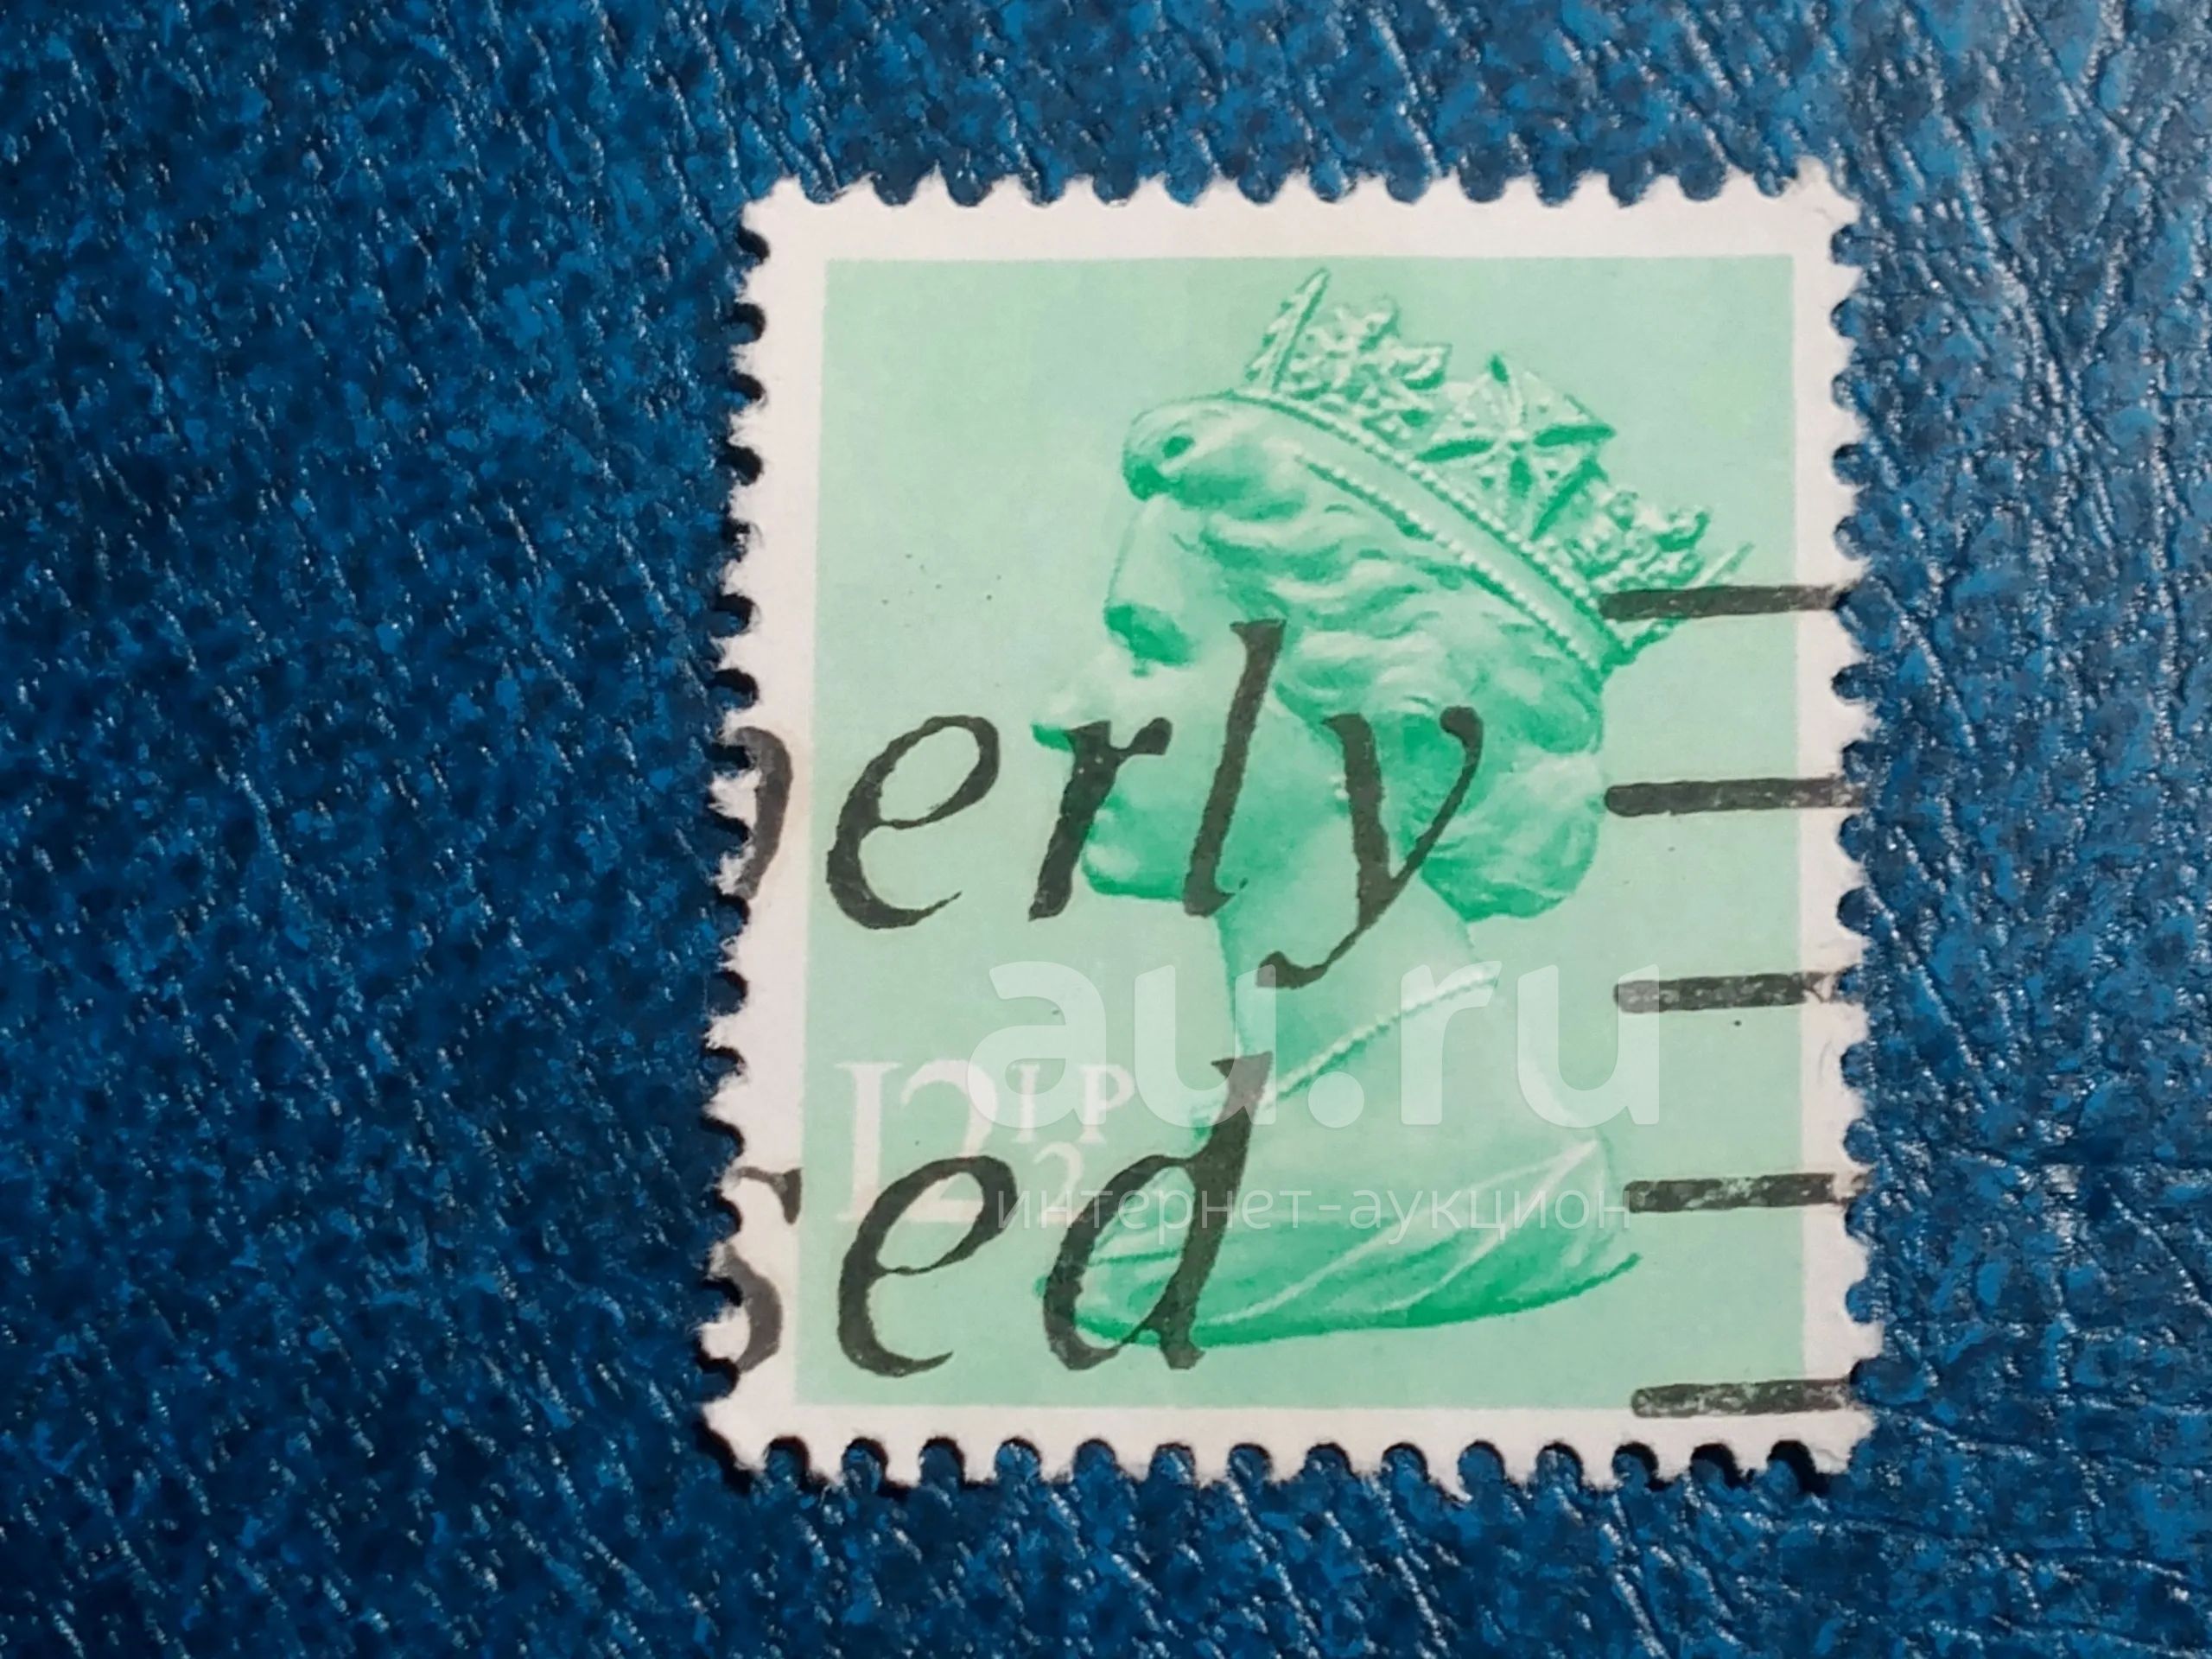 erly
au.ru
12½P
sed
интернет-аукцион